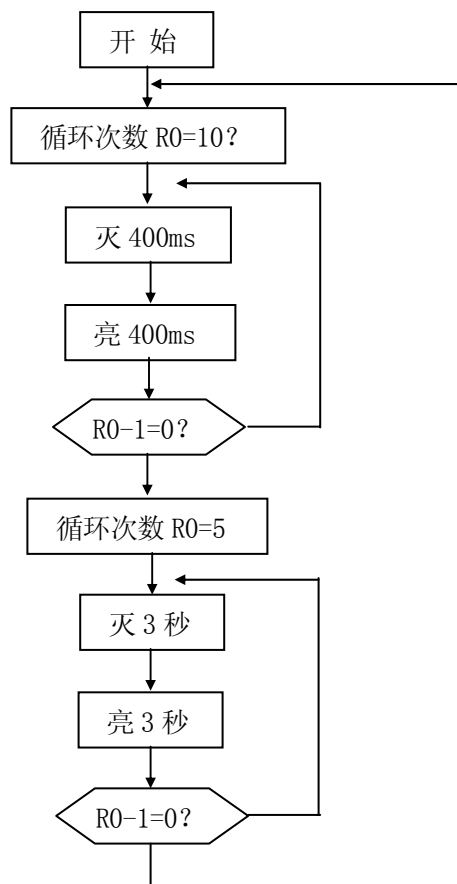 开 始
循环次数 R0=10?
灭 400ms
亮 400ms
R0-1=0?
循环次数 R0=5
灭 3 秒
亮 3 秒
R0-1=0?